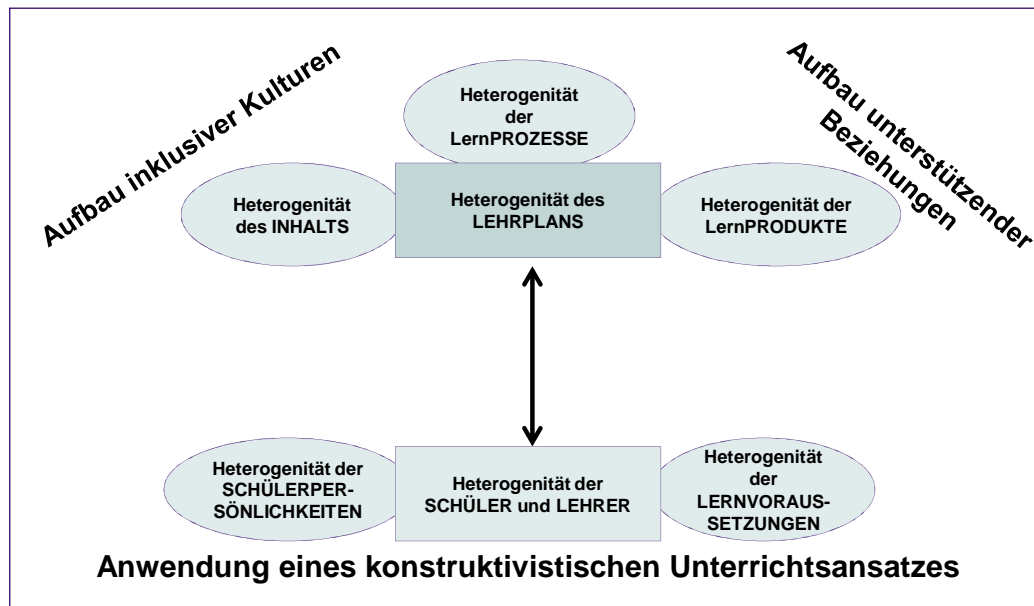 Aufbau inklusiver Kulturen
Aufbau unterstützender
Beziehungen
Heterogenität
der
LernPROZESSE
Heterogenität
des INHALTS
Heterogenität des
LEHRPLANS
Heterogenität der
LernPRODUKTE
Heterogenität der
SCHÜLERPER-
SÖNLICHKEITEN
Heterogenität der
SCHÜLER und LEHRER
Heterogenität
der
LERNVORAUS-
SETZUNGEN
Anwendung eines konstruktivistischen Unterrichtsansatzes